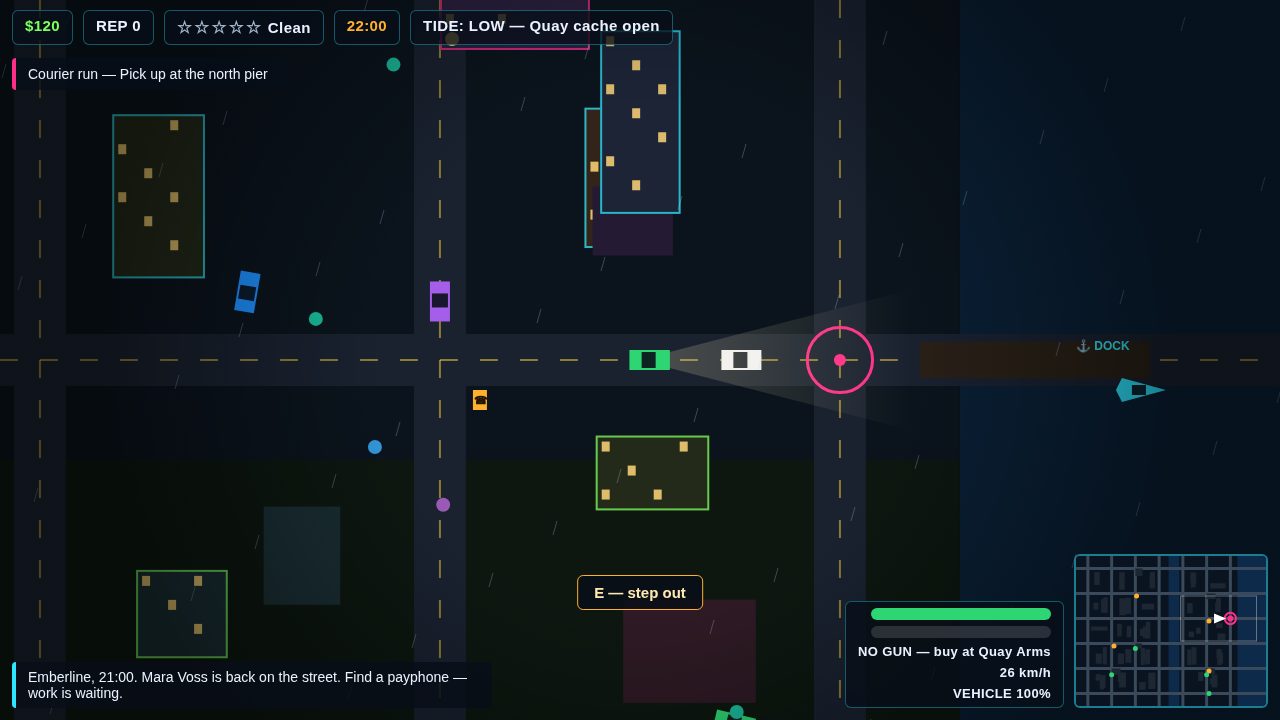 $120
REP 0
☆☆☆☆☆ Clean
22:00
TIDE: LOW — Quay cache open
Courier run — Pick up at the north pier
⚓ DOCK
E — step out
NO GUN — buy at Quay Arms
26 km/h
VEHICLE 100%
Emberline, 21:00. Mara Voss is back on the street. Find a payphone —
work is waiting.